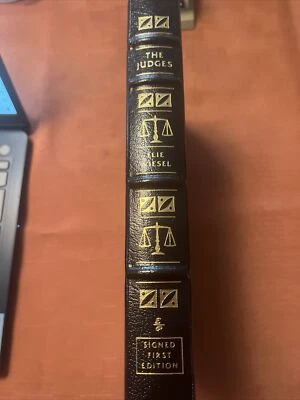 THE
JUDGES
ELIE
WIESEL
SIGNED
FIRST
EDITION